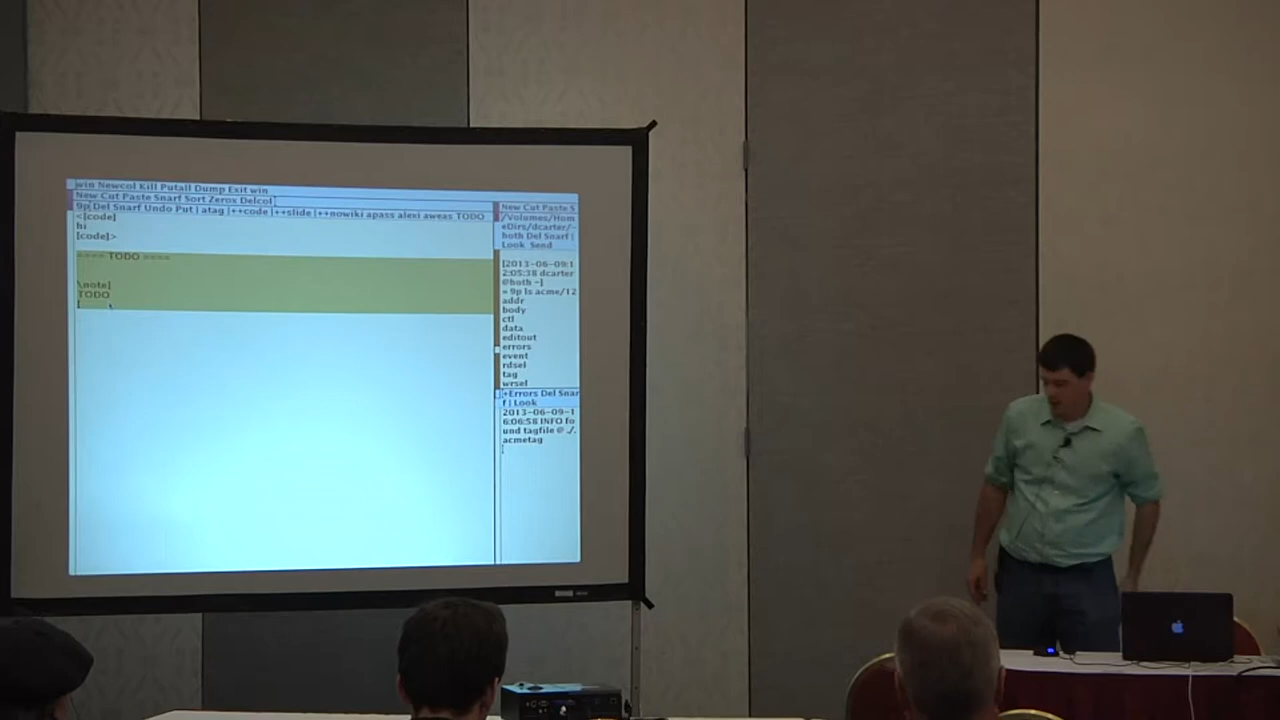 win Newcol Kill Putall Dump Exit win
New Cut Paste Snarf Sort Zerox Delcol
9p Del Snarf Undo Put | atag |++code |++slide |++nowiki apass alexi aweas TODO
<[code]
hi
[code]>
==== TODO ====
\note]
TODO
[
New Cut Paste S
/Volumes/Hom
eDirs/dcarter/-
hoth Del Snarf |
Look Send
[2013-06-09:1
2:05:38 dcarter
@hoth ~]
» 9p ls acme/12
addr
body
ctl
data
editout
errors
event
rdsel
tag
wrsel
+Errors Del Snar
f | Look
2013-06-09-1
6:06:58 INFO fo
und tagfile @ ./.
acmetag